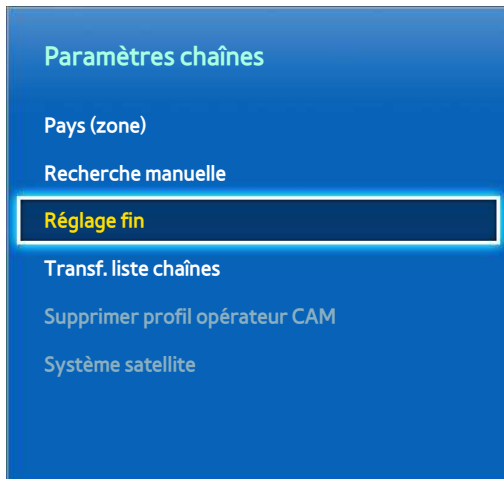 Paramètres chaînes
Pays (zone)
Recherche manuelle
Réglage fin
Transf. liste chaînes
Supprimer profil opérateur CAM
Système satellite